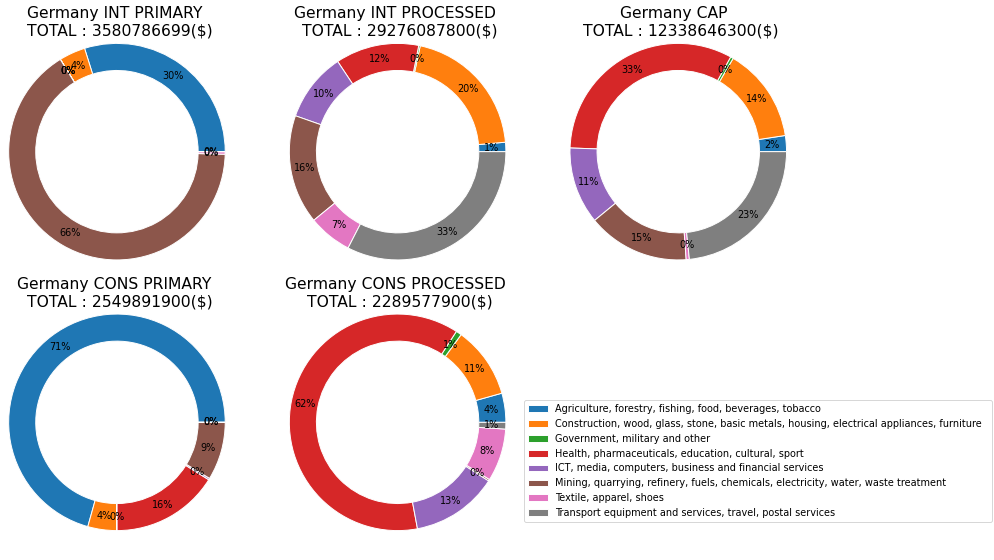 Germany INT PRIMARY
TOTAL : 3580786699($)
30%
4%
0%
0%
66%
0%
0%
Germany INT PROCESSED
TOTAL : 29276087800($)
1%
20%
0%
12%
10%
16%
7%
33%
Germany CAP
TOTAL : 12338646300($)
2%
14%
0%
33%
11%
15%
0%
23%
Germany CONS PRIMARY
TOTAL : 2549891900($)
71%
4%
0%
16%
0%
9%
0%
Germany CONS PROCESSED
TOTAL : 2289577900($)
4%
11%
1%
62%
13%
0%
8%
1%
Agriculture, forestry, fishing, food, beverages, tobacco
Construction, wood, glass, stone, basic metals, housing, electrical appliances, furniture
Government, military and other
Health, pharmaceuticals, education, cultural, sport
ICT, media, computers, business and financial services
Mining, quarrying, refinery, fuels, chemicals, electricity, water, waste treatment
Textile, apparel, shoes
Transport equipment and services, travel, postal services